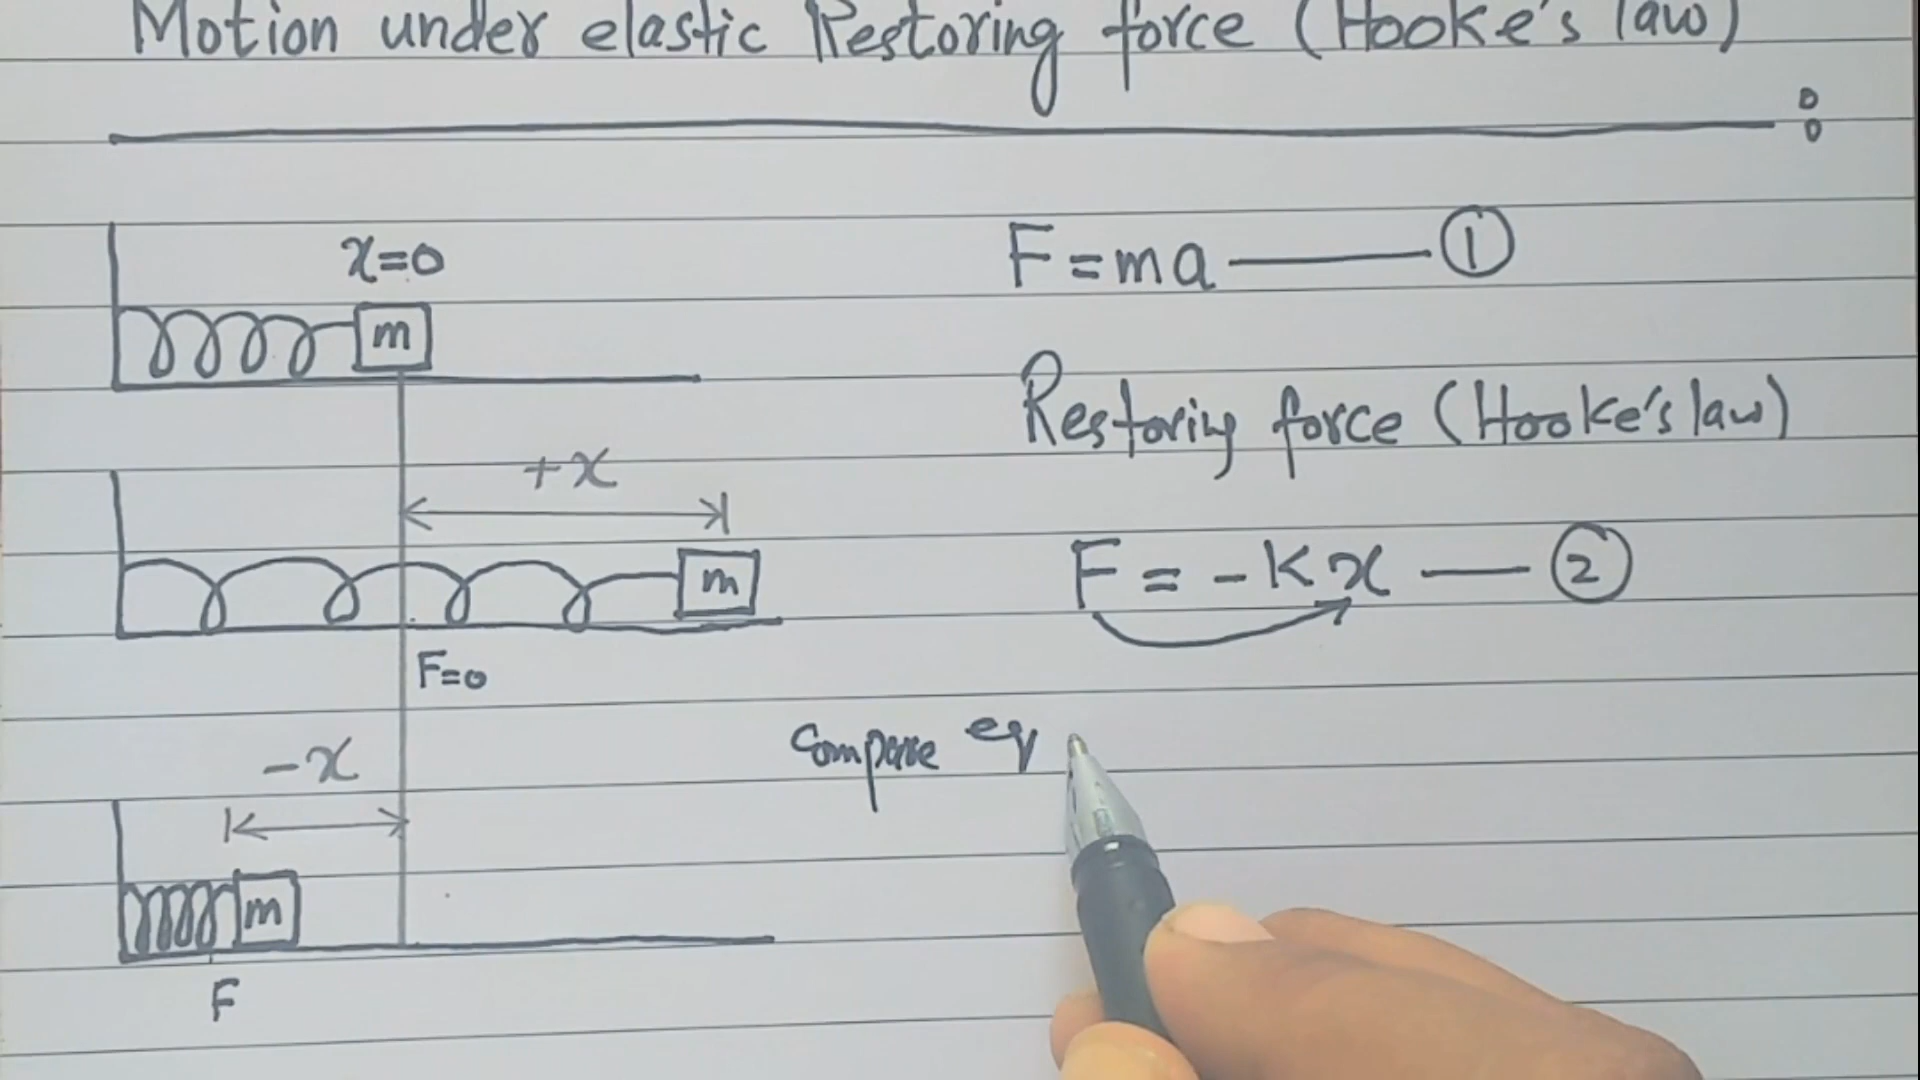 Motion under elastic Restoring force (Hooke's law)
x=0
m
F=ma ——— ①
Restoring force (Hooke's law)
+x
m
F = -Kx — ②
F=0
Compare eq
-x
m
F